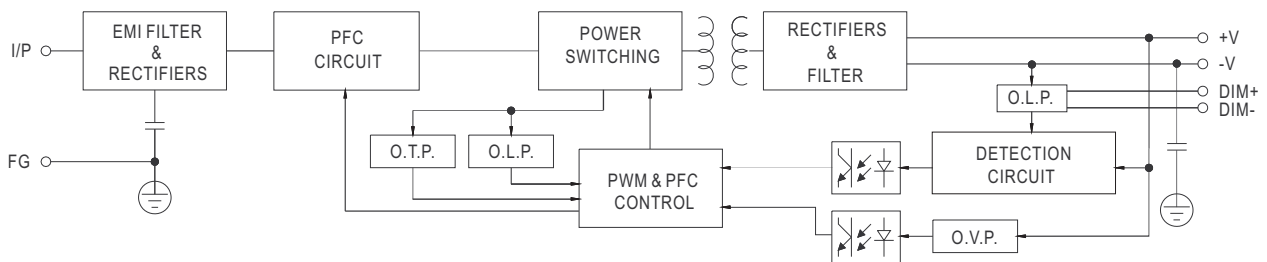 I/P
EMI FILTER
&
RECTIFIERS
PFC
CIRCUIT
POWER
SWITCHING
RECTIFIERS
&
FILTER
+V
-V
DIM+
DIM-
O.L.P.
FG
O.T.P.
O.L.P.
PWM & PFC
CONTROL
DETECTION
CIRCUIT
O.V.P.